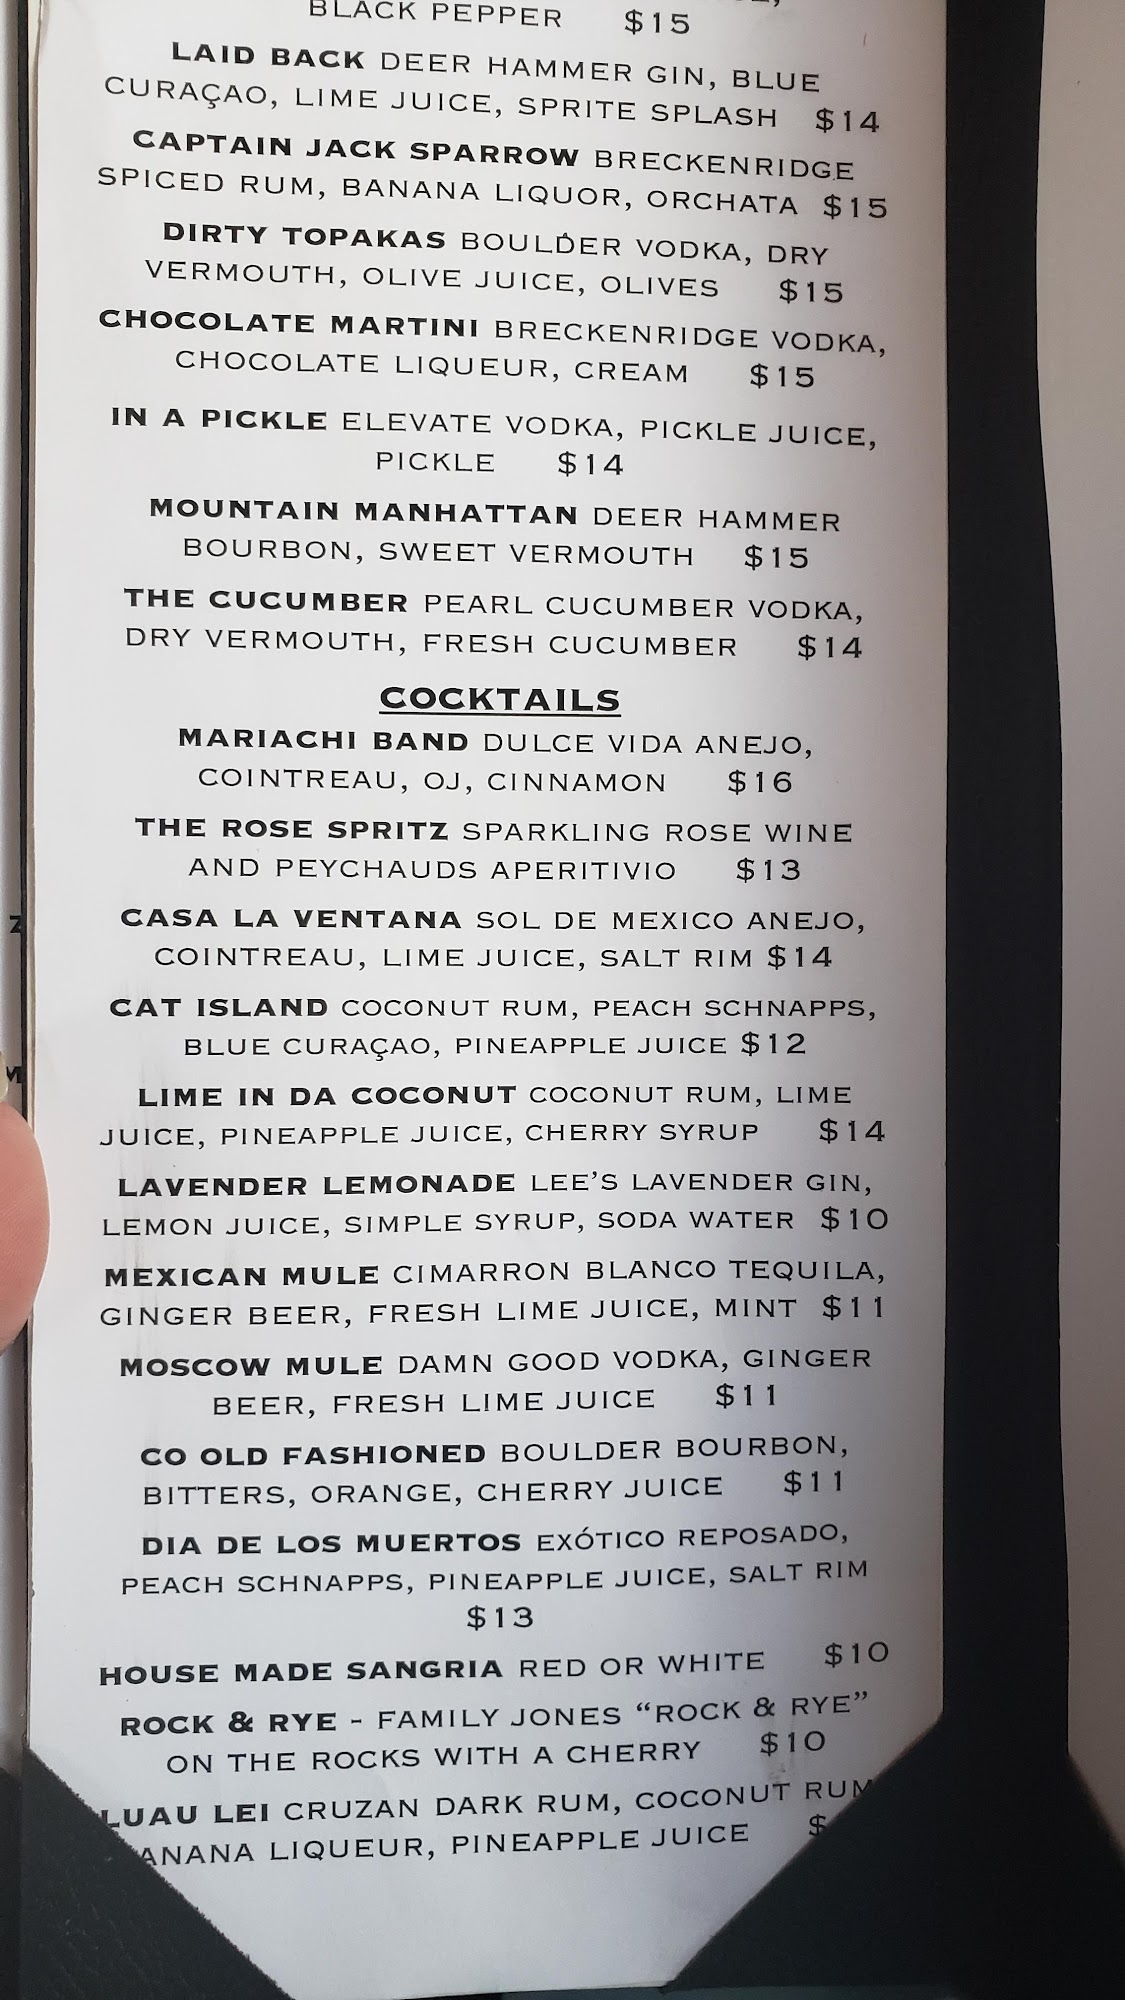 BLACK PEPPER $15
LAID BACK DEER HAMMER GIN, BLUE
CURAÇAO, LIME JUICE, SPRITE SPLASH $14
CAPTAIN JACK SPARROW BRECKENRIDGE
SPICED RUM, BANANA LIQUOR, ORCHATA $15
DIRTY TOPAKAS BOULDER VODKA, DRY
VERMOUTH, OLIVE JUICE, OLIVES $15
CHOCOLATE MARTINI BRECKENRIDGE VODKA,
CHOCOLATE LIQUEUR, CREAM $15
IN A PICKLE ELEVATE VODKA, PICKLE JUICE,
PICKLE $14
MOUNTAIN MANHATTAN DEER HAMMER
BOURBON, SWEET VERMOUTH $15
THE CUCUMBER PEARL CUCUMBER VODKA,
DRY VERMOUTH, FRESH CUCUMBER $14
COCKTAILS
MARIACHI BAND DULCE VIDA ANEJO,
COINTREAU, OJ, CINNAMON $16
THE ROSE SPRITZ SPARKLING ROSE WINE
AND PEYCHAUDS APERITIVIO $13
CASA LA VENTANA SOL DE MEXICO ANEJO,
COINTREAU, LIME JUICE, SALT RIM $14
CAT ISLAND COCONUT RUM, PEACH SCHNAPPS,
BLUE CURAÇAO, PINEAPPLE JUICE $12
LIME IN DA COCONUT COCONUT RUM, LIME
JUICE, PINEAPPLE JUICE, CHERRY SYRUP $14
LAVENDER LEMONADE LEE'S LAVENDER GIN,
LEMON JUICE, SIMPLE SYRUP, SODA WATER $10
MEXICAN MULE CIMARRON BLANCO TEQUILA,
GINGER BEER, FRESH LIME JUICE, MINT $11
MOSCOW MULE DAMN GOOD VODKA, GINGER
BEER, FRESH LIME JUICE $11
CO OLD FASHIONED BOULDER BOURBON,
BITTERS, ORANGE, CHERRY JUICE $11
DIA DE LOS MUERTOS EXÓTICO REPOSADO,
PEACH SCHNAPPS, PINEAPPLE JUICE, SALT RIM
$13
HOUSE MADE SANGRIA RED OR WHITE $10
ROCK & RYE - FAMILY JONES "ROCK & RYE"
ON THE ROCKS WITH A CHERRY $10
LUAU LEI CRUZAN DARK RUM, COCONUT RUM
ANANA LIQUEUR, PINEAPPLE JUICE $